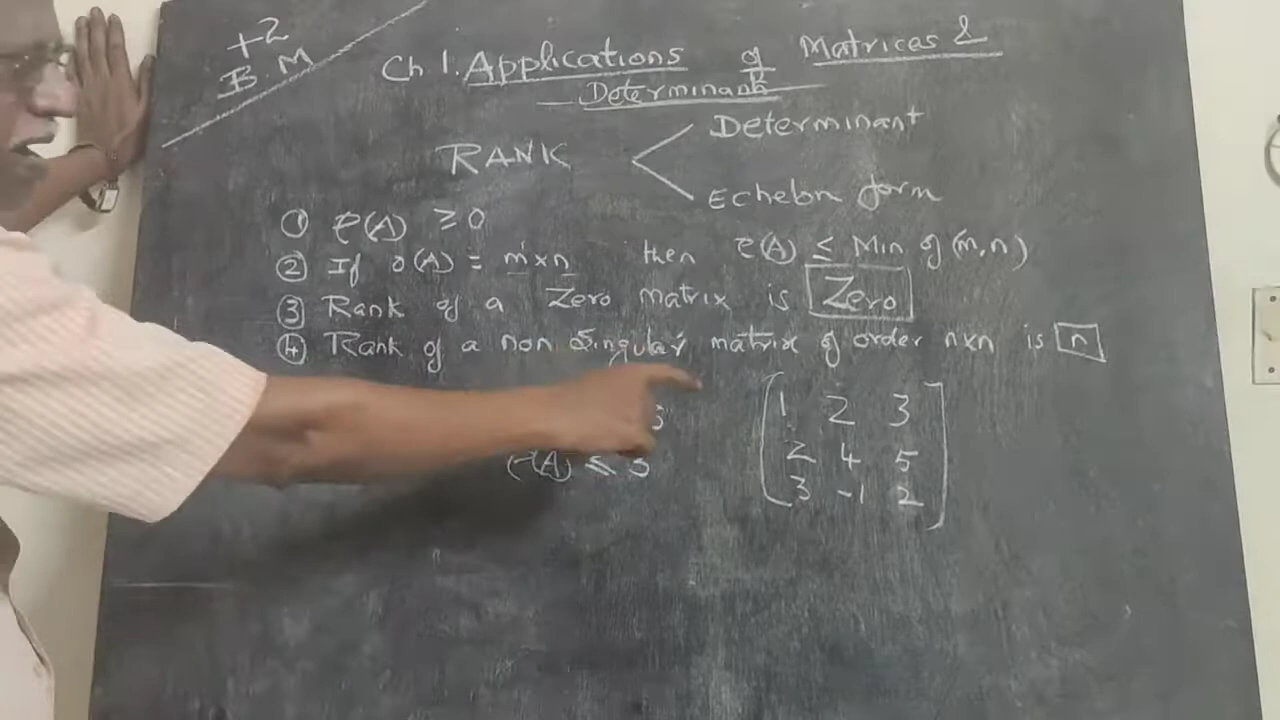 +2
B.M
Ch 1. Applications of Matrices &
Determinants
RANK
Determinant
Echelon form
① ρ(A) ≥ 0
② If o(A) = m×n then ρ(A) ≤ Min of (m,n)
③ Rank of a Zero matrix is Zero
④ Rank of a non Singular matrix of order n×n is n
3
ρ(A) ≤ 3
1 2 3
2 4 5
3 -1 2